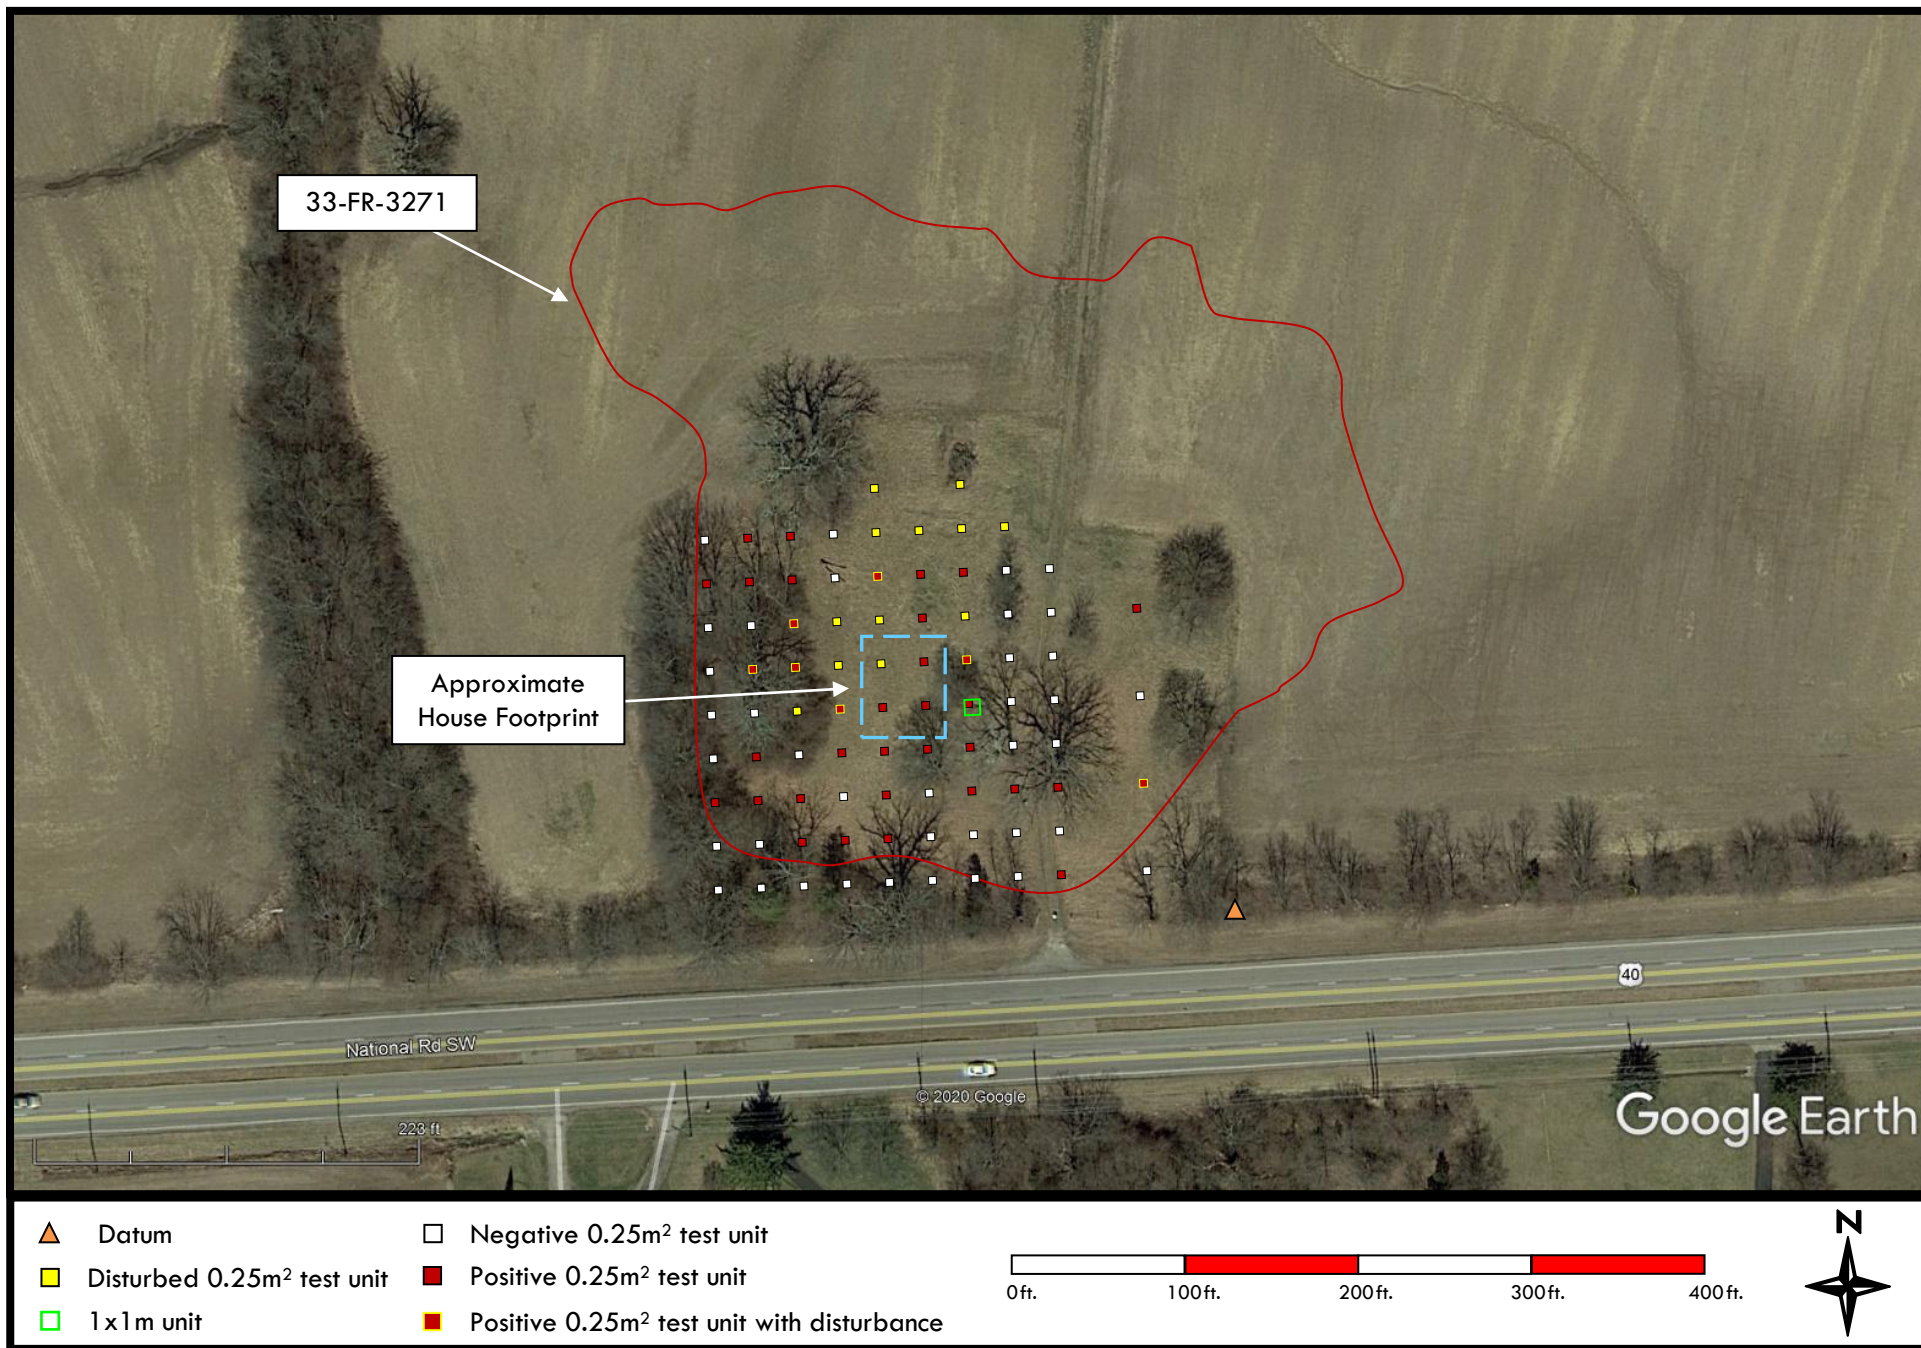 33-FR-3271
Approximate
House Footprint
40
National Rd SW
© 2020 Google
223 ft
Google Earth
Datum
Disturbed 0.25m² test unit
1x1m unit
Negative 0.25m² test unit
Positive 0.25m² test unit
Positive 0.25m² test unit with disturbance
0ft. 100ft. 200ft. 300ft. 400ft.
N